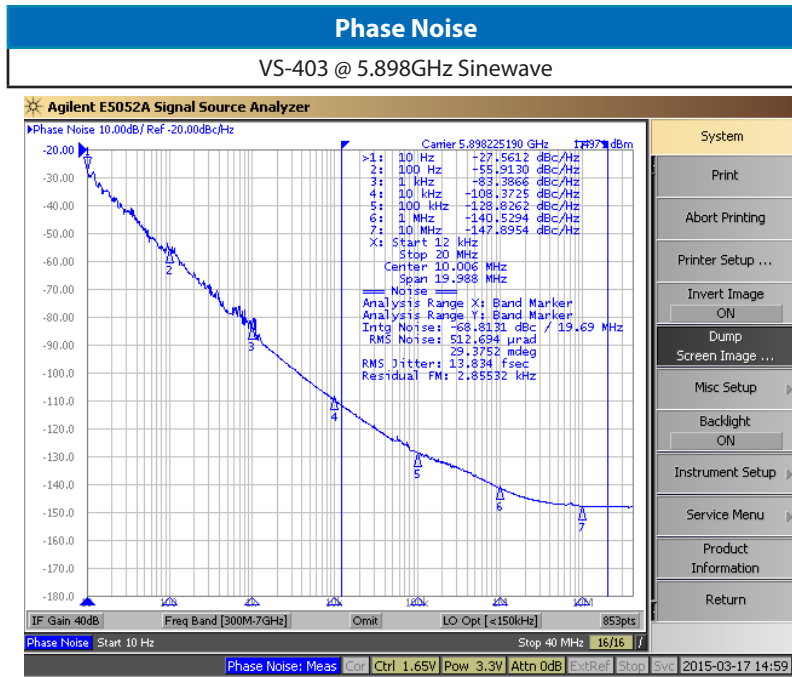 Phase Noise
VS-403 @ 5.898GHz Sinewave
Agilent E5052A Signal Source Analyzer
Phase Noise 10.00dB/ Ref -20.00dBc/Hz
Carrier 5.898225190 GHz dBm
-20.00
-30.00
-40.00
-50.00
-60.00
-70.00
-80.00
-90.00
-100.0
-110.0
-120.0
-130.0
-140.0
-150.0
-160.0
-170.0
-180.0
1
2
3
4
5
6
7
>1: 10 Hz -27.5612 dBc/Hz
2: 100 Hz -55.9130 dBc/Hz
3: 1 kHz -83.3866 dBc/Hz
4: 10 kHz -108.3725 dBc/Hz
5: 100 kHz -128.8262 dBc/Hz
6: 1 MHz -140.5294 dBc/Hz
7: 10 MHz -147.8954 dBc/Hz
X: Start 12 kHz
Stop 20 MHz
Center 10.006 MHz
Span 19.988 MHz
=== Noise ===
Analysis Range X: Band Marker
Analysis Range Y: Band Marker
Intg Noise: -68.8131 dBc / 19.69 MHz
RMS Noise: 512.694 µrad
29.3752 mdeg
RMS Jitter: 13.834 fsec
Residual FM: 2.85532 kHz
IF Gain 40dB Freq Band [300M-7GHz] Omit LO Opt [<150kHz] 853pts
Phase Noise Start 10 Hz Stop 40 MHz 16/16
Phase Noise: Meas Cor Ctrl 1.65V Pow 3.3V Attn 0dB ExtRef Stop Svc 2015-03-17 14:59
System
Print
Abort Printing
Printer Setup ...
Invert Image
ON
Dump
Screen Image ...
Misc Setup
Backlight
ON
Instrument Setup
Service Menu
Product
Information
Return